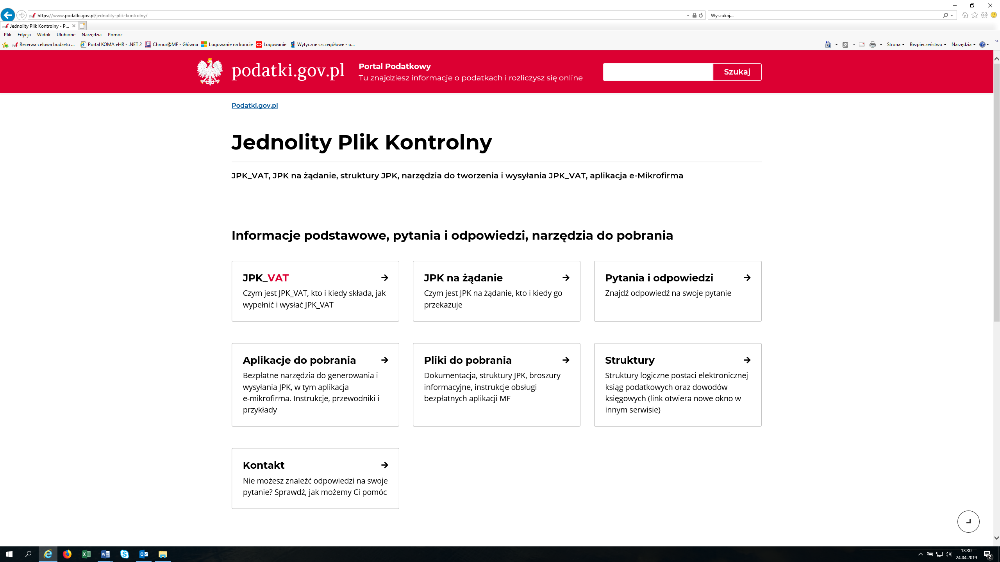 https://www.podatki.gov.pl/jednolity-plik-kontrolny/
Wyszukaj...
Jednolity Plik Kontrolny - P...
Plik Edycja Widok Ulubione Narzędzia Pomoc
Rezerwa celowa budżetu ... Portal KOMA eHR - .NET 2 Chmur@MF - Główna Logowanie na koncie Logowanie Wytyczne szczegółowe - o...
Strona Bezpieczeństwo Narzędzia
podatki.gov.pl
Portal Podatkowy
Tu znajdziesz informacje o podatkach i rozliczysz się online
Szukaj
Podatki.gov.pl
Jednolity Plik Kontrolny
JPK_VAT, JPK na żądanie, struktury JPK, narzędzia do tworzenia i wysyłania JPK_VAT, aplikacja e-Mikrofirma
Informacje podstawowe, pytania i odpowiedzi, narzędzia do pobrania
JPK_VAT
Czym jest JPK_VAT, kto i kiedy składa, jak
wypełnić i wysłać JPK_VAT
JPK na żądanie
Czym jest JPK na żądanie, kto i kiedy go
przekazuje
Pytania i odpowiedzi
Znajdź odpowiedź na swoje pytanie
Aplikacje do pobrania
Bezpłatne narzędzia do generowania i
wysyłania JPK, w tym aplikacja
e-mikrofirma. Instrukcje, przewodniki i
przykłady
Pliki do pobrania
Dokumentacja, struktury JPK, broszury
informacyjne, instrukcje obsługi
bezpłatnych aplikacji MF
Struktury
Struktury logiczne postaci elektronicznej
ksiąg podatkowych oraz dowodów
księgowych (link otwiera nowe okno w
innym serwisie)
Kontakt
Nie możesz znaleźć odpowiedzi na swoje
pytanie? Sprawdź, jak możemy Ci pomóc
13:30
24.04.2019
2